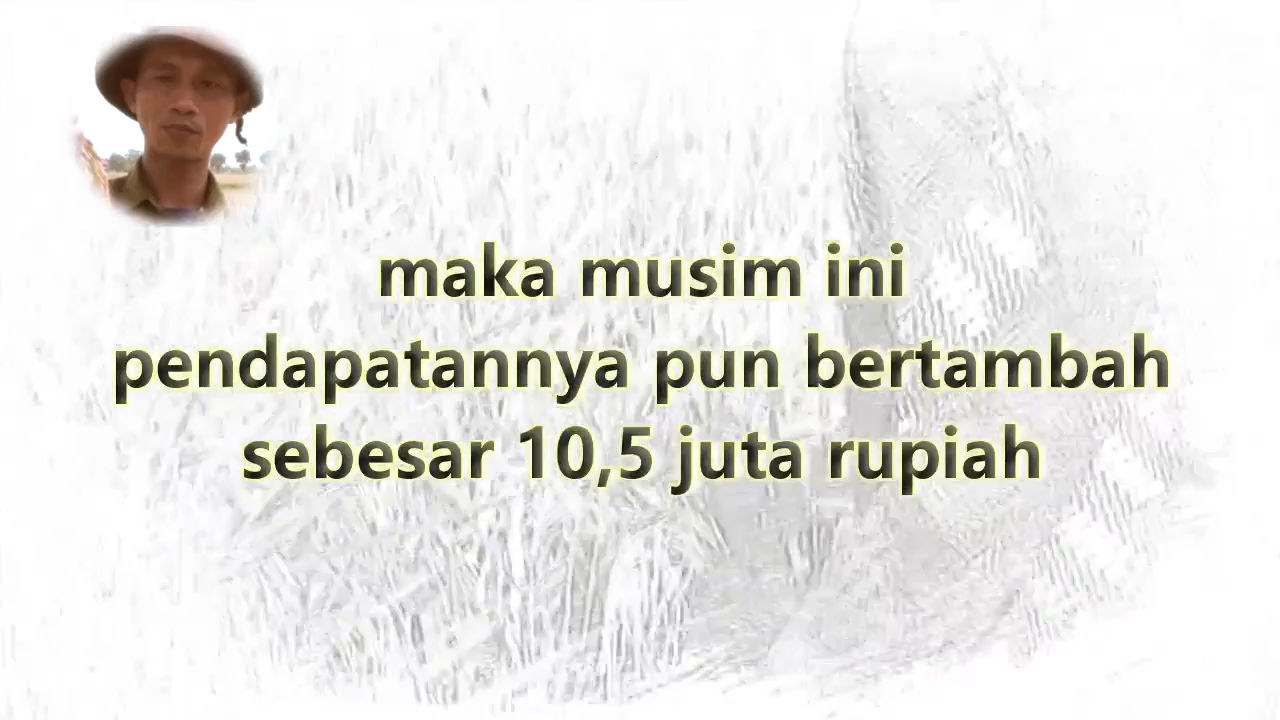 maka musim ini
pendapatannya pun bertambah
sebesar 10,5 juta rupiah